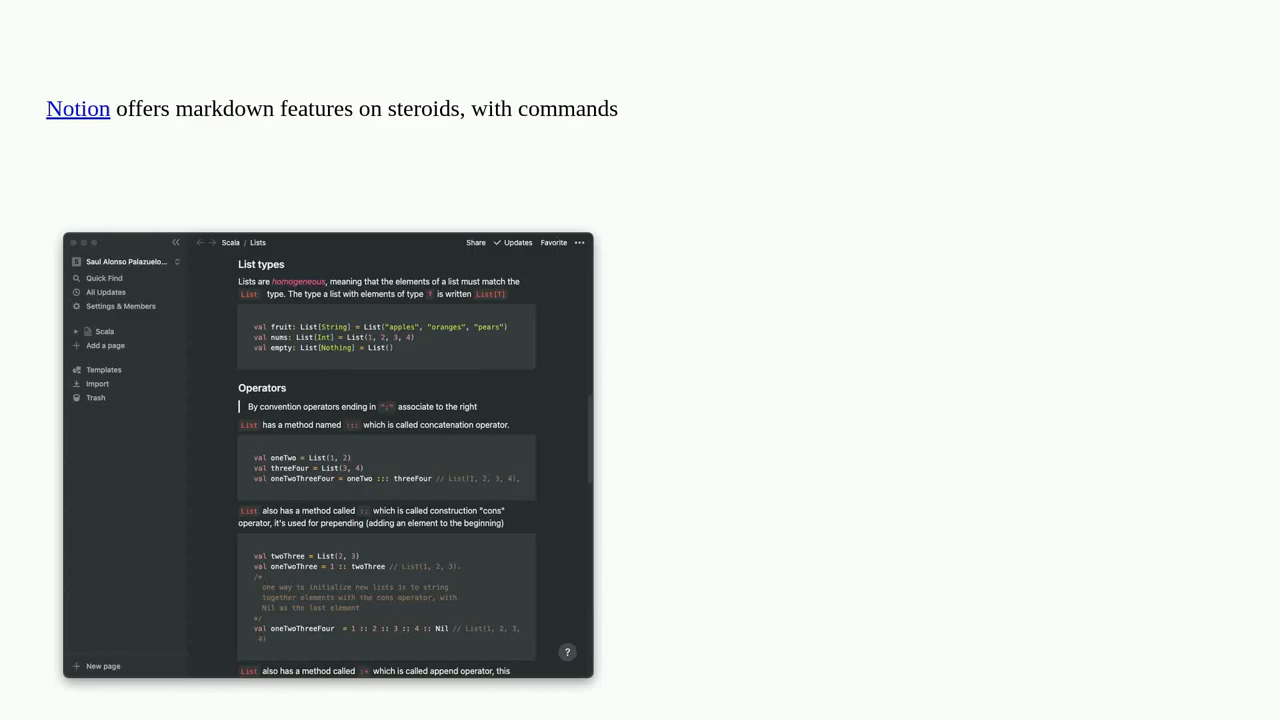 Notion offers markdown features on steroids, with commands
Scala / Lists
Share
Updates
Favorite
Saul Alonso Palazuelo...
Quick Find
All Updates
Settings & Members
Scala
Add a page
Templates
Import
Trash
New page
List types
Lists are homogeneous, meaning that the elements of a list must match the
List type. The type a list with elements of type T is written List[T]
val fruit: List[String] = List("apples", "oranges", "pears")
val nums: List[Int] = List(1, 2, 3, 4)
val empty: List[Nothing] = List()
Operators
By convention operators ending in ":" associate to the right
List has a method named ::: which is called concatenation operator.
val oneTwo = List(1, 2)
val threeFour = List(3, 4)
val oneTwoThreeFour = oneTwo ::: threeFour // List(1, 2, 3, 4),
List also has a method called :: which is called construction "cons"
operator, it's used for prepending (adding an element to the beginning)
val twoThree = List(2, 3)
val oneTwoThree = 1 :: twoThree // List(1, 2, 3).
/*
one way to initialize new lists is to string
together elements with the cons operator, with
Nil as the last element
*/
val oneTwoThreeFour = 1 :: 2 :: 3 :: 4 :: Nil // List(1, 2, 3,
4)
List also has a method called :+ which is called append operator, this
?